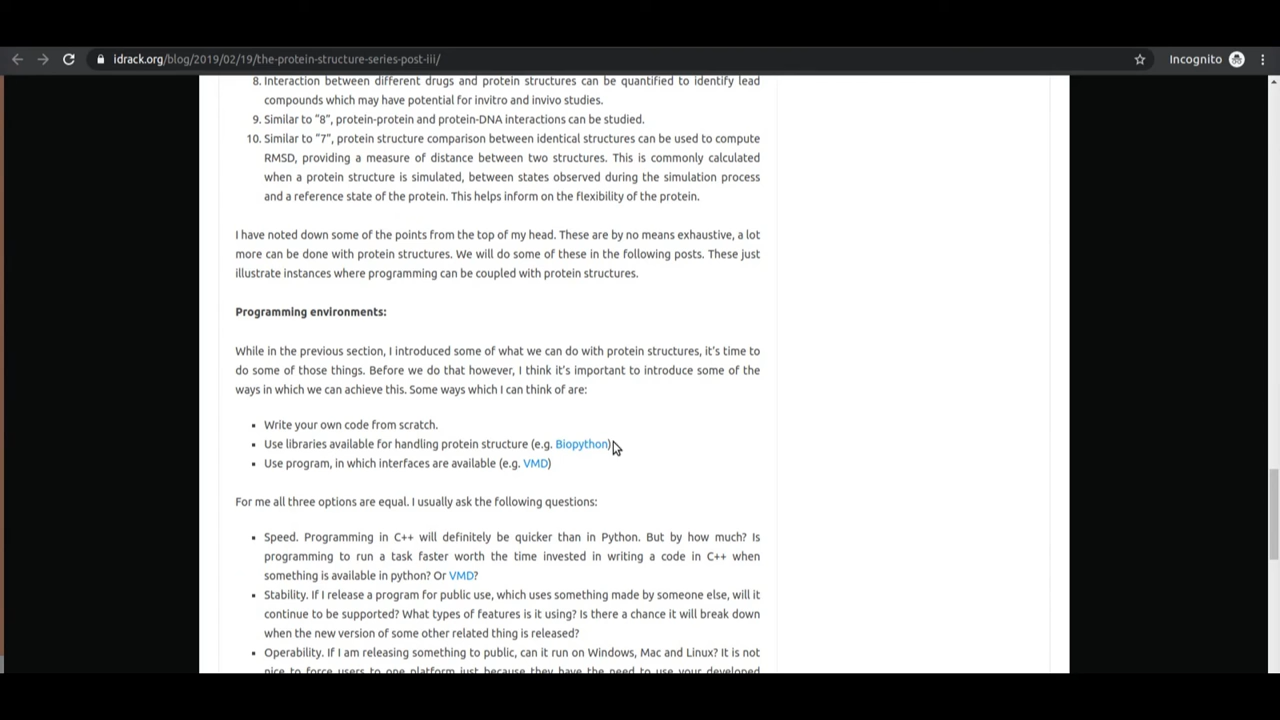 idrack.org/blog/2019/02/19/the-protein-structure-series-post-iii/
Incognito
8. Interaction between different drugs and protein structures can be quantified to identify lead
compounds which may have potential for invitro and invivo studies.
9. Similar to “8”, protein-protein and protein-DNA interactions can be studied.
10. Similar to “7”, protein structure comparison between identical structures can be used to compute
RMSD, providing a measure of distance between two structures. This is commonly calculated
when a protein structure is simulated, between states observed during the simulation process
and a reference state of the protein. This helps inform on the flexibility of the protein.
I have noted down some of the points from the top of my head. These are by no means exhaustive, a lot
more can be done with protein structures. We will do some of these in the following posts. These just
illustrate instances where programming can be coupled with protein structures.
Programming environments:
While in the previous section, I introduced some of what we can do with protein structures, it’s time to
do some of those things. Before we do that however, I think it’s important to introduce some of the
ways in which we can achieve this. Some ways which I can think of are:
Write your own code from scratch.
Use libraries available for handling protein structure (e.g. Biopython)
Use program, in which interfaces are available (e.g. VMD)
For me all three options are equal. I usually ask the following questions:
Speed. Programming in C++ will definitely be quicker than in Python. But by how much? Is
programming to run a task faster worth the time invested in writing a code in C++ when
something is available in python? Or VMD?
Stability. If I release a program for public use, which uses something made by someone else, will it
continue to be supported? What types of features is it using? Is there a chance it will break down
when the new version of some other related thing is released?
Operability. If I am releasing something to public, can it run on Windows, Mac and Linux? It is not
nice to force users to one platform just because they have the need to use your developed